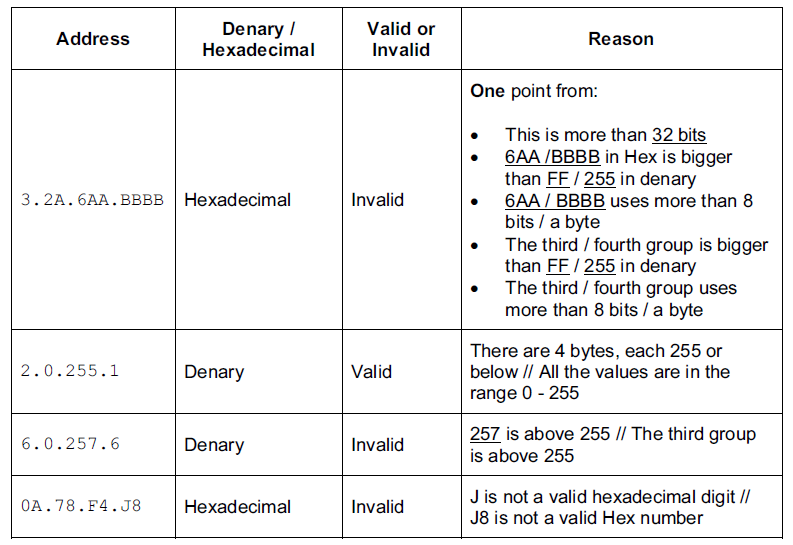 Address
Denary /
Hexadecimal
Valid or
Invalid
Reason
3.2A.6AA.BBBB
Hexadecimal
Invalid
One point from:
• This is more than 32 bits
• 6AA /BBBB in Hex is bigger
than FF / 255 in denary
• 6AA / BBBB uses more than 8
bits / a byte
• The third / fourth group is bigger
than FF / 255 in denary
• The third / fourth group uses
more than 8 bits / a byte
2.0.255.1
Denary
Valid
There are 4 bytes, each 255 or
below // All the values are in the
range 0 - 255
6.0.257.6
Denary
Invalid
257 is above 255 // The third group
is above 255
0A.78.F4.J8
Hexadecimal
Invalid
J is not a valid hexadecimal digit //
J8 is not a valid Hex number